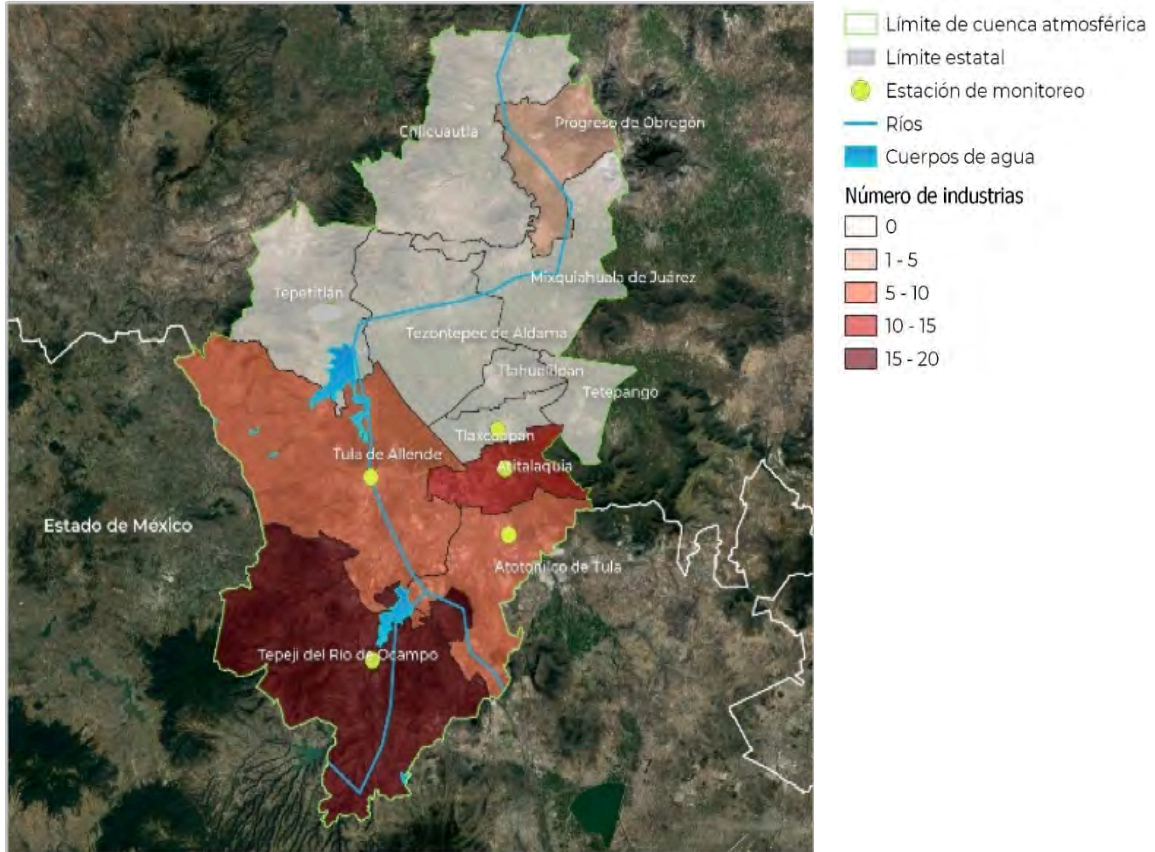 Chilcuautla
Progreso de Obregón
Mixquiahuala de Juárez
Tepetitlán
Tezontepec de Aldama
Tlahuelilpan
Tetepango
Tlaxcoapan
Tula de Allende
Atitalaquia
Estado de México
Atotonilco de Tula
Tepeji del Río de Ocampo
Límite de cuenca atmosférica
Límite estatal
Estación de monitoreo
Ríos
Cuerpos de agua
Número de industrias
0
1 - 5
5 - 10
10 - 15
15 - 20